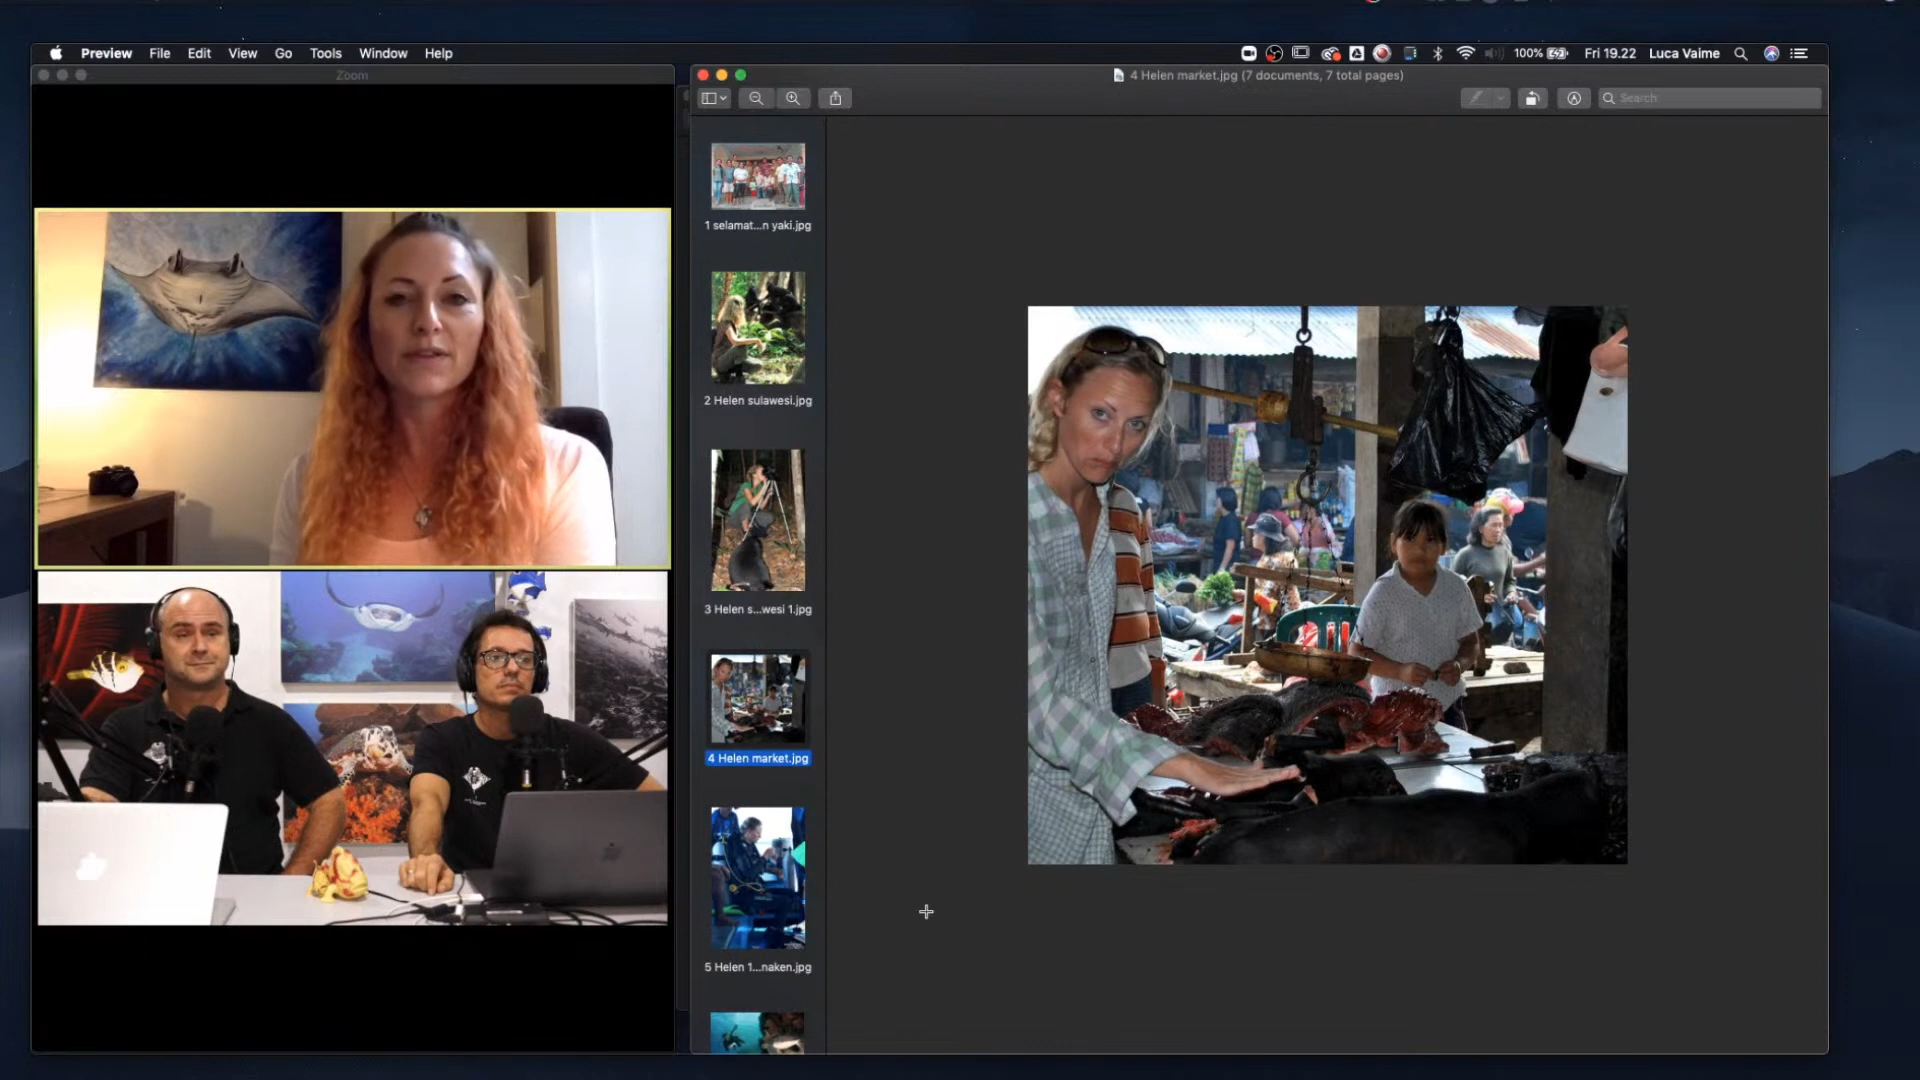 Preview File Edit View Go Tools Window Help
100% Fri 19.22 Luca Vaime
Zoom
4 Helen market.jpg (7 documents, 7 total pages)
Search
1 selamat...n yaki.jpg
2 Helen sulawesi.jpg
3 Helen s...wesi 1.jpg
4 Helen market.jpg
5 Helen 1...naken.jpg